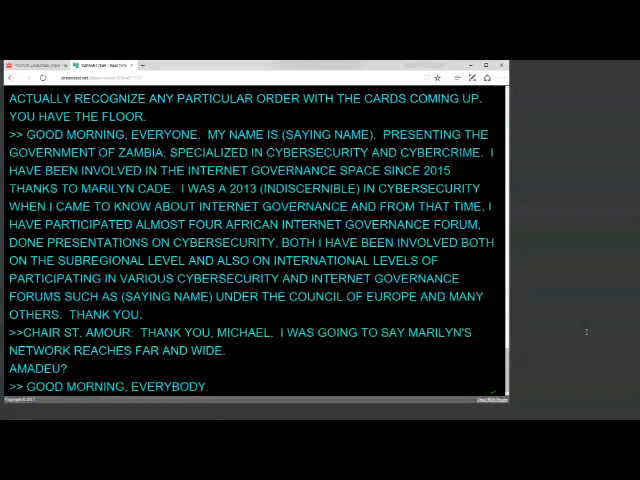 streamtext.net
ACTUALLY RECOGNIZE ANY PARTICULAR ORDER WITH THE CARDS COMING UP.
YOU HAVE THE FLOOR.
>> GOOD MORNING, EVERYONE. MY NAME IS (SAYING NAME). PRESENTING THE
GOVERNMENT OF ZAMBIA, SPECIALIZED IN CYBERSECURITY AND CYBERCRIME. I
HAVE BEEN INVOLVED IN THE INTERNET GOVERNANCE SPACE SINCE 2015
THANKS TO MARILYN CADE. I WAS A 2013 (INDISCERNIBLE) IN CYBERSECURITY
WHEN I CAME TO KNOW ABOUT INTERNET GOVERNANCE AND FROM THAT TIME, I
HAVE PARTICIPATED ALMOST FOUR AFRICAN INTERNET GOVERNANCE FORUM,
DONE PRESENTATIONS ON CYBERSECURITY, BOTH I HAVE BEEN INVOLVED BOTH
ON THE SUBREGIONAL LEVEL AND ALSO ON INTERNATIONAL LEVELS OF
PARTICIPATING IN VARIOUS CYBERSECURITY AND INTERNET GOVERNANCE
FORUMS SUCH AS (SAYING NAME) UNDER THE COUNCIL OF EUROPE AND MANY
OTHERS. THANK YOU.
>>CHAIR ST. AMOUR: THANK YOU, MICHAEL. I WAS GOING TO SAY MARILYN'S
NETWORK REACHES FAR AND WIDE.
AMADEU?
>> GOOD MORNING, EVERYBODY.
Copyright © 2017